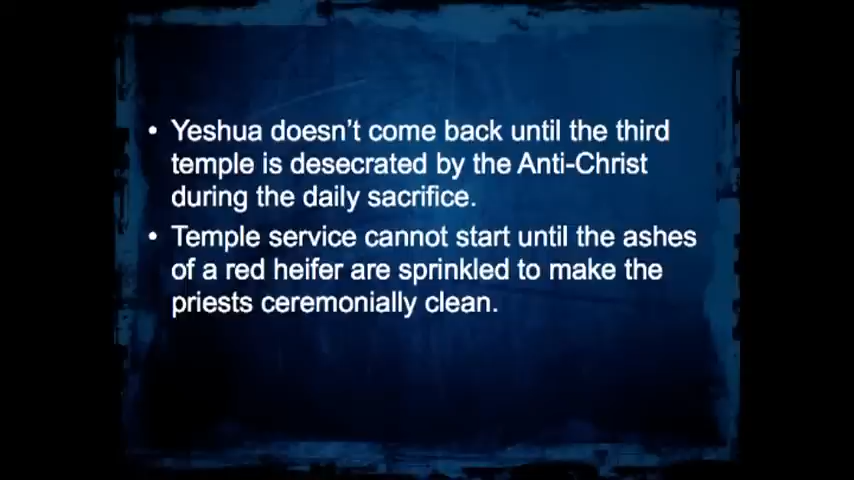 • Yeshua doesn’t come back until the third
temple is desecrated by the Anti-Christ
during the daily sacrifice.
• Temple service cannot start until the ashes
of a red heifer are sprinkled to make the
priests ceremonially clean.